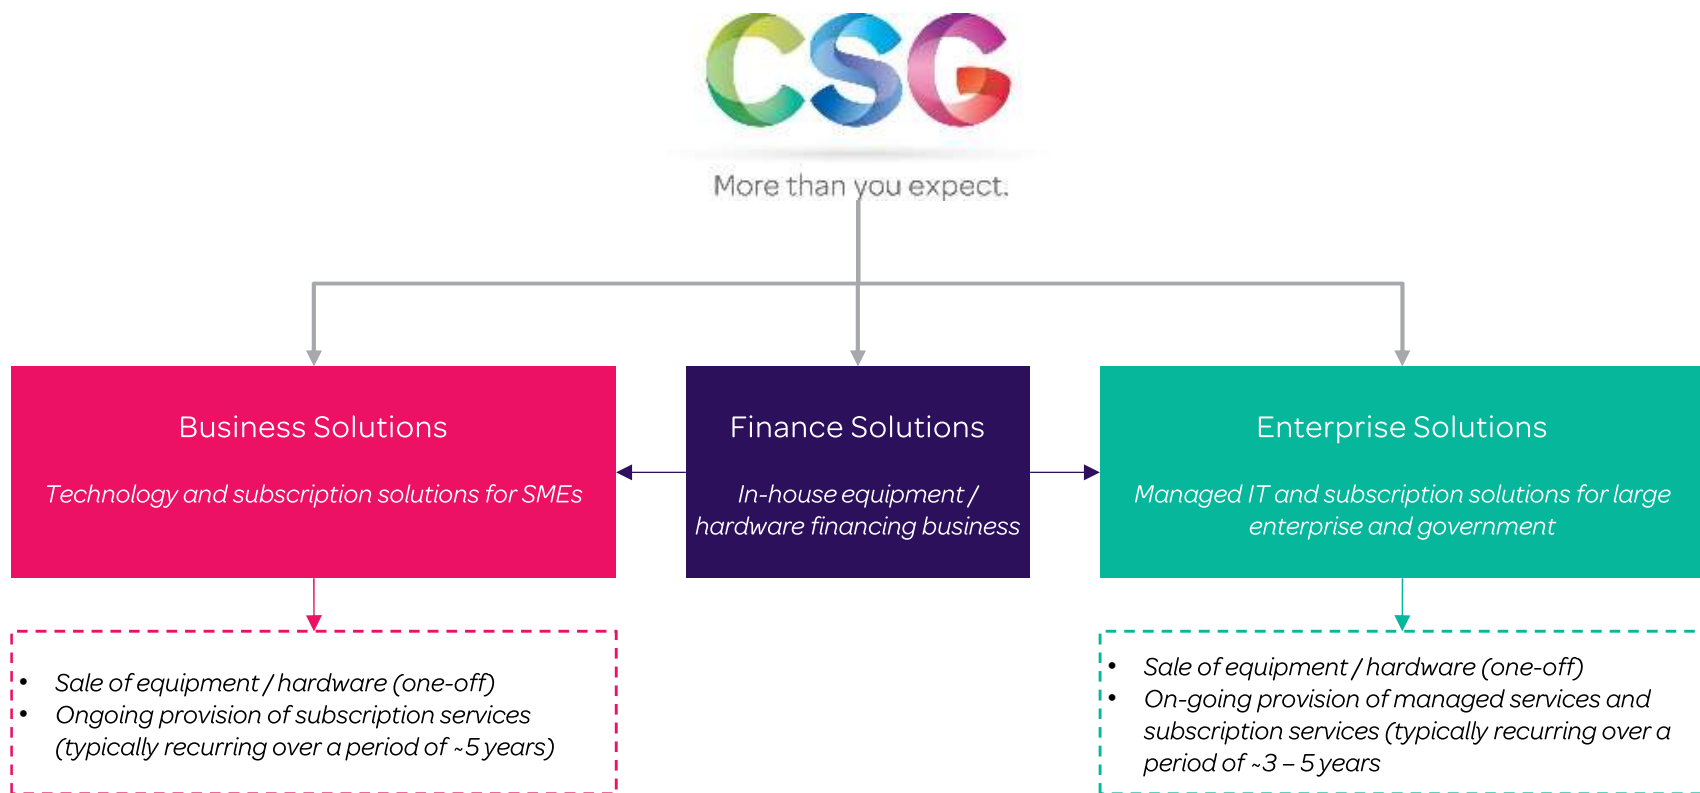 CSG
More than you expect.
Business Solutions
Technology and subscription solutions for SMEs
Finance Solutions
In-house equipment /
hardware financing business
Enterprise Solutions
Managed IT and subscription solutions for large
enterprise and government
• Sale of equipment / hardware (one-off)
• Ongoing provision of subscription services
(typically recurring over a period of ~5 years)
• Sale of equipment / hardware (one-off)
• On-going provision of managed services and
subscription services (typically recurring over a
period of ~3 – 5 years